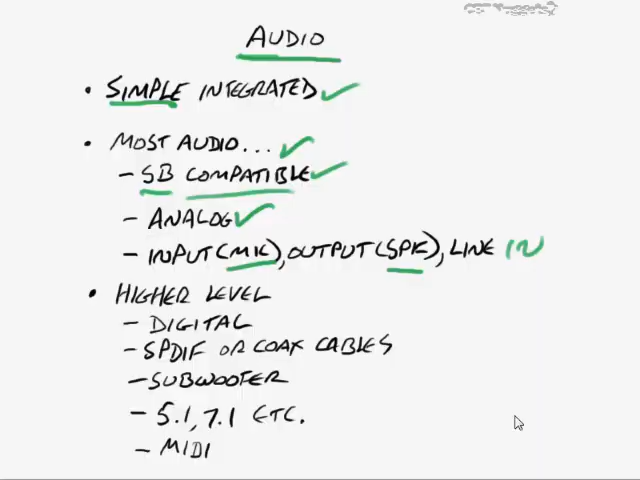 AUDIO
• SIMPLE INTEGRATED ✓
• MOST AUDIO... ✓
- SB COMPATIBLE ✓
- ANALOG ✓
- INPUT (MIK), OUTPUT (SPK), LINE IN
• HIGHER LEVEL
- DIGITAL
- SPDIF OR COAX CABLES
- SUBWOOFER
- 5.1, 7.1 ETC.
- MIDI